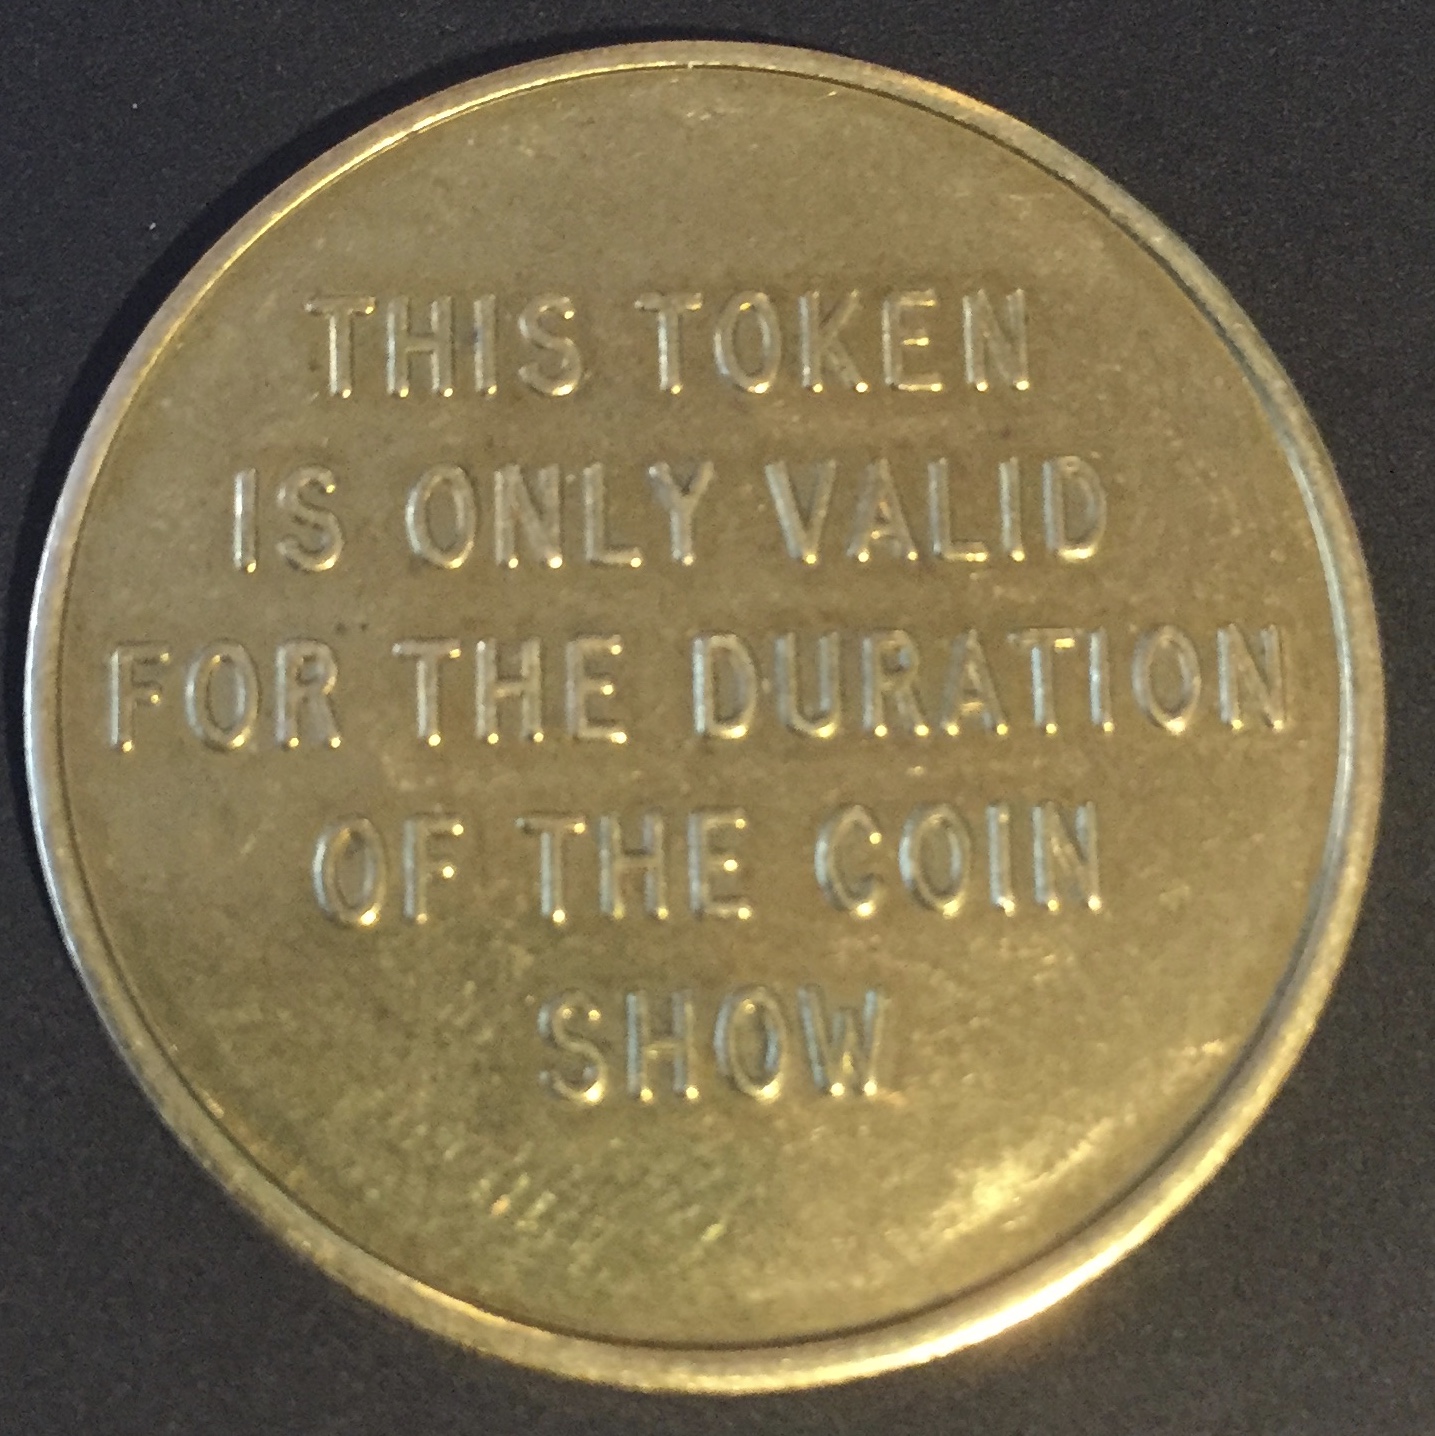 THIS TOKEN
IS ONLY VALID
FOR THE DURATION
OF THE COIN
SHOW